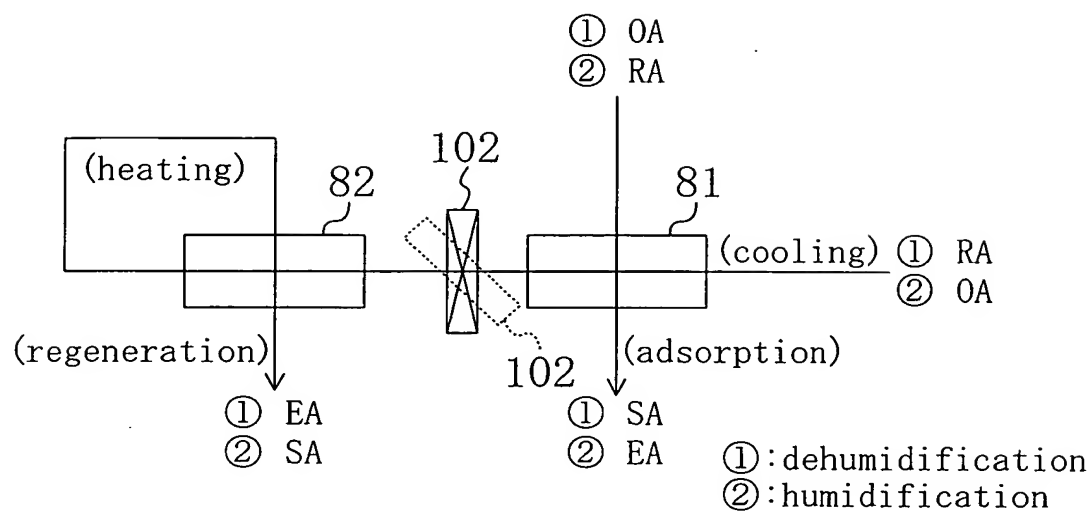 ① OA
② RA
102
(heating)
82
81
(cooling)
① RA
② OA
(regeneration)
102
(adsorption)
① EA
② SA
① SA
② EA
①:dehumidification
②:humidification